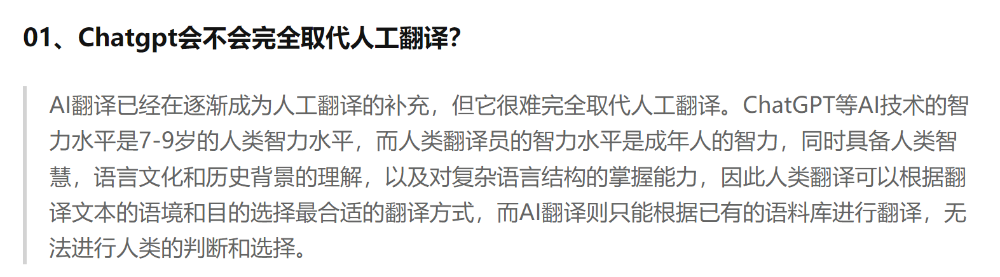 01、Chatgpt会不会完全取代人工翻译？
AI翻译已经在逐渐成为人工翻译的补充，但它很难完全取代人工翻译。ChatGPT等AI技术的智
力水平是7-9岁的人类智力水平，而人类翻译员的智力水平是成年人的智力，同时具备人类智
慧，语言文化和历史背景的理解，以及对复杂语言结构的掌握能力，因此人类翻译可以根据翻
译文本的语境和目的选择最合适的翻译方式，而AI翻译则只能根据已有的语料库进行翻译，无
法进行人类的判断和选择。